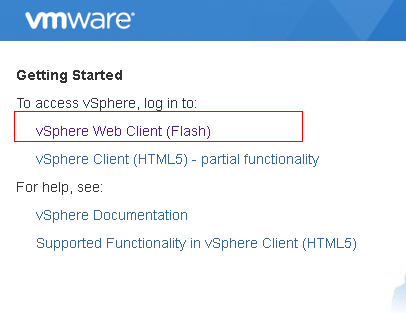 vmware
Getting Started
To access vSphere, log in to:
vSphere Web Client (Flash)
vSphere Client (HTML5) - partial functionality
For help, see:
vSphere Documentation
Supported Functionality in vSphere Client (HTML5)